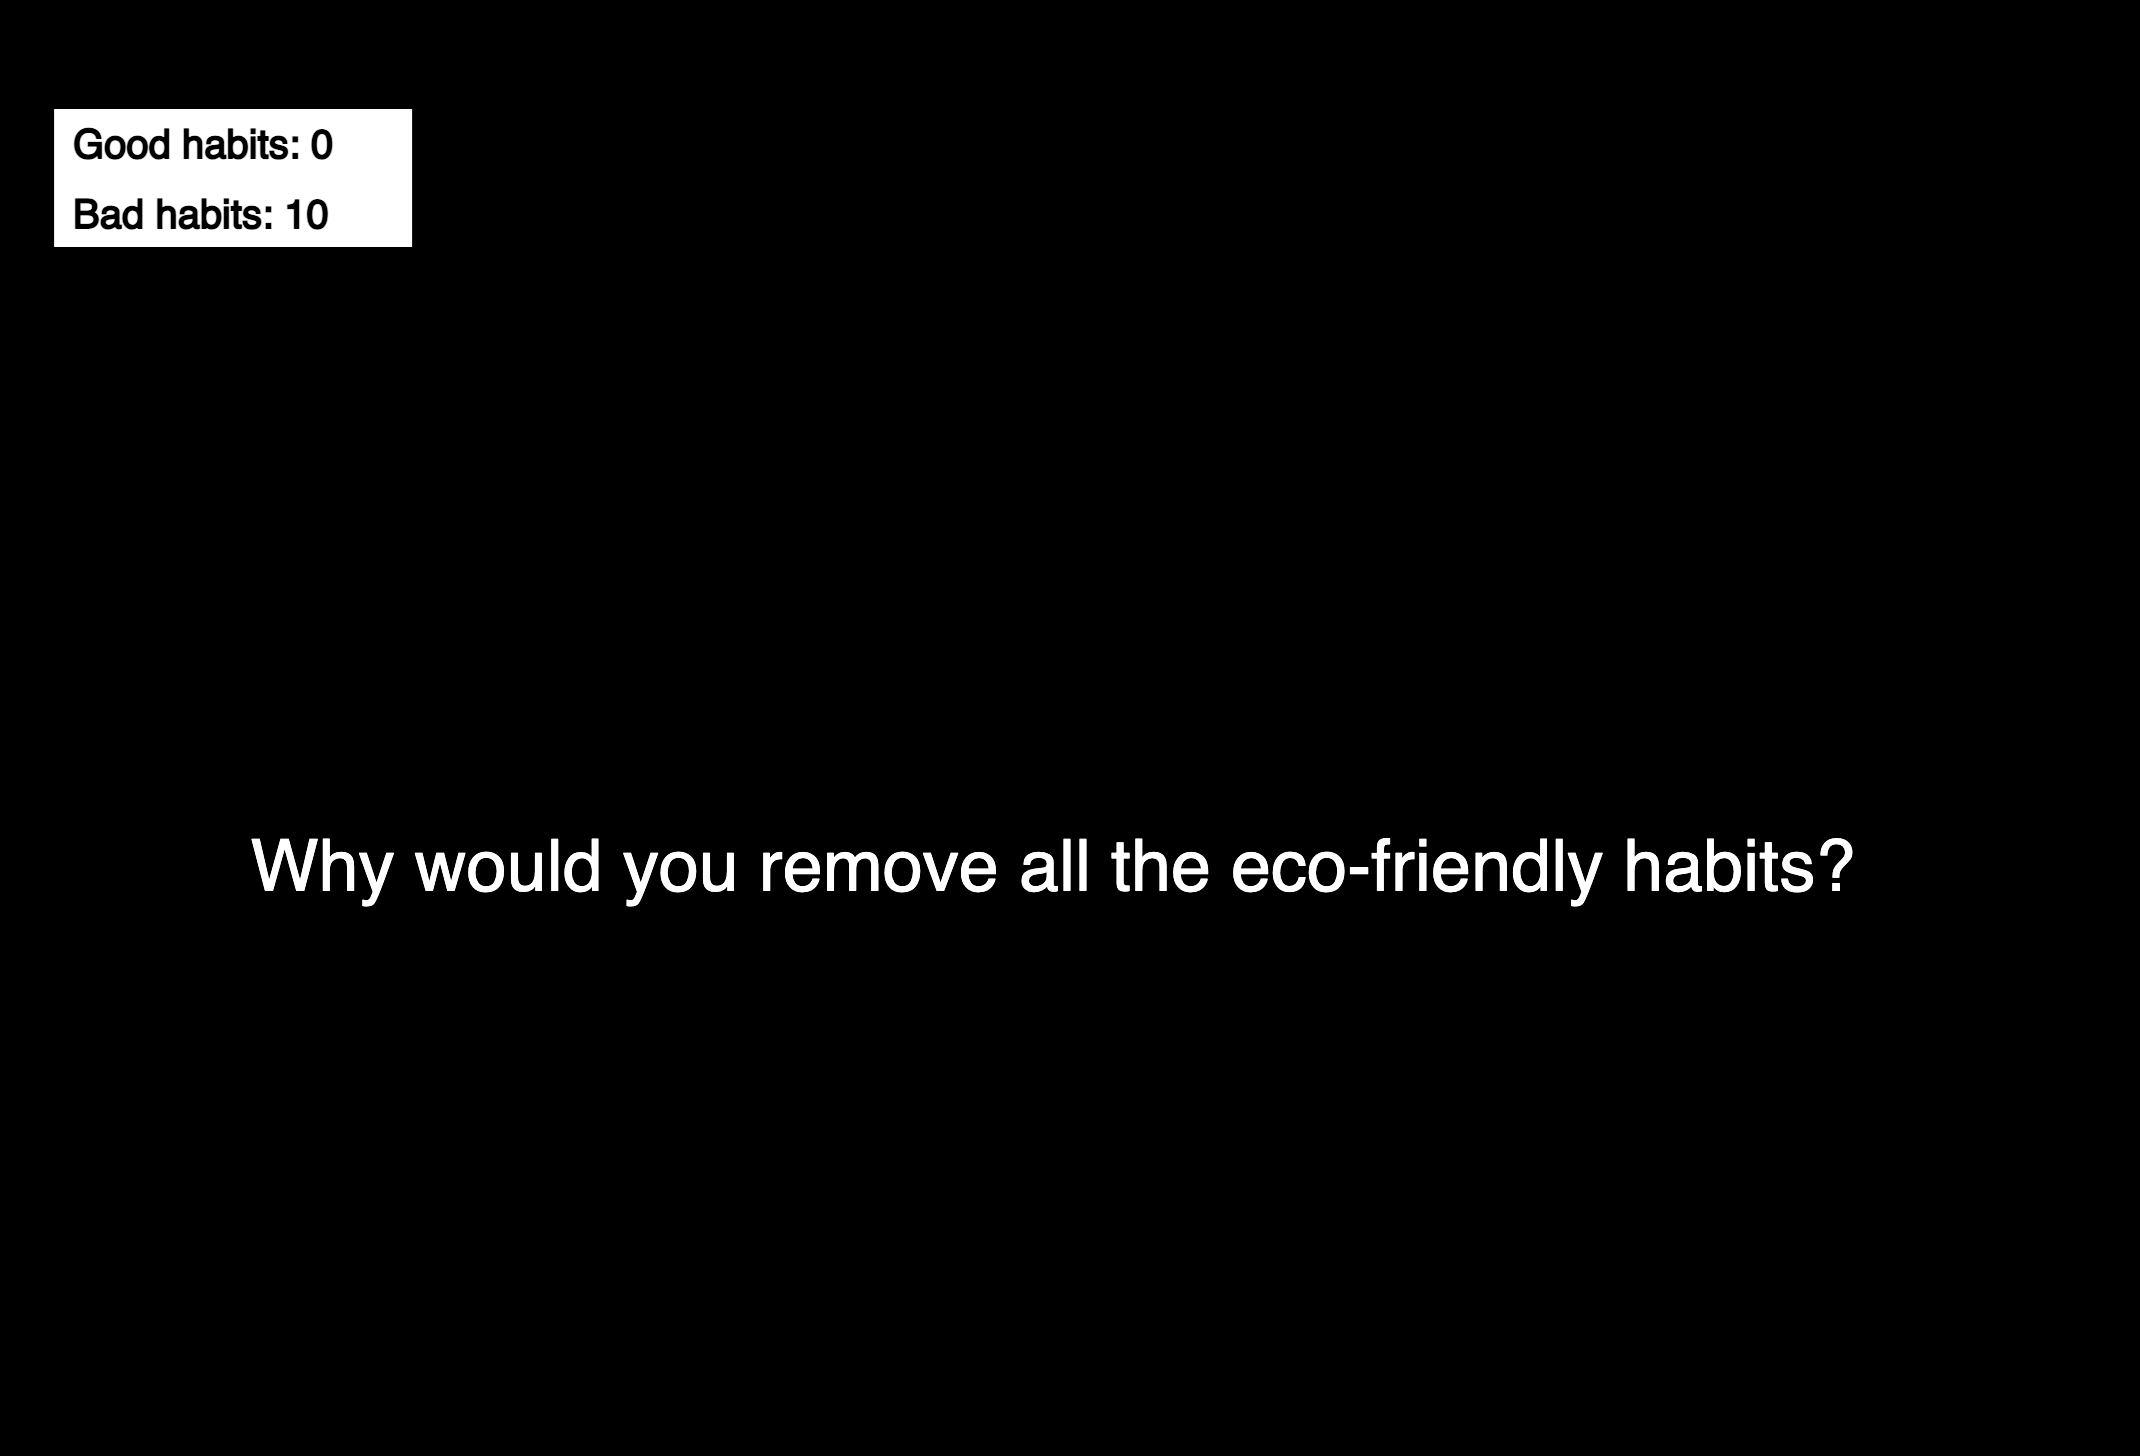 Good habits: 0
Bad habits: 10
Why would you remove all the eco-friendly habits?